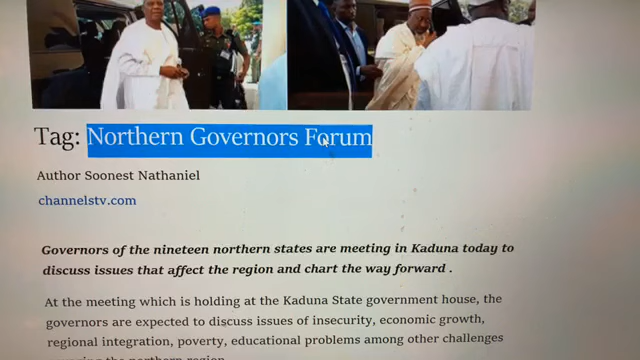 Tag: Northern Governors Forum
Author Soonest Nathaniel
channelstv.com
Governors of the nineteen northern states are meeting in Kaduna today to
discuss issues that affect the region and chart the way forward .
At the meeting which is holding at the Kaduna State government house, the
governors are expected to discuss issues of insecurity, economic growth,
regional integration, poverty, educational problems among other challenges
the northern region